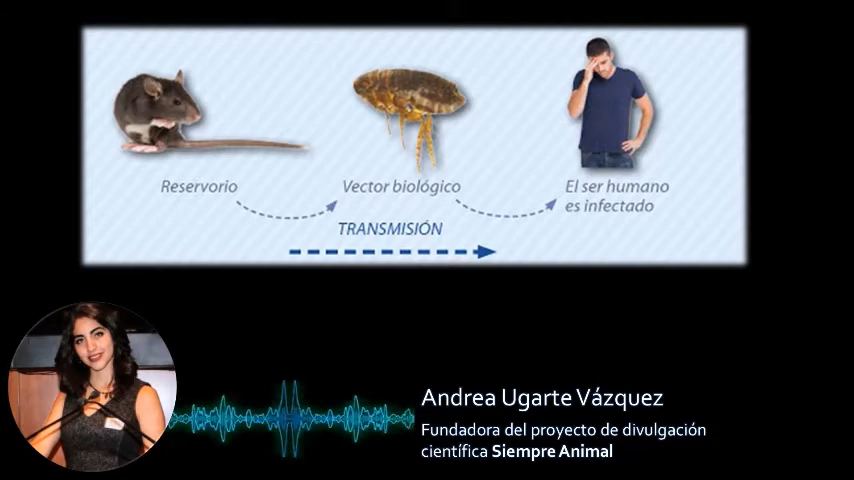 Reservorio
Vector biológico
El ser humano
es infectado
TRANSMISIÓN
Andrea Ugarte Vázquez
Fundadora del proyecto de divulgación
científica Siempre Animal